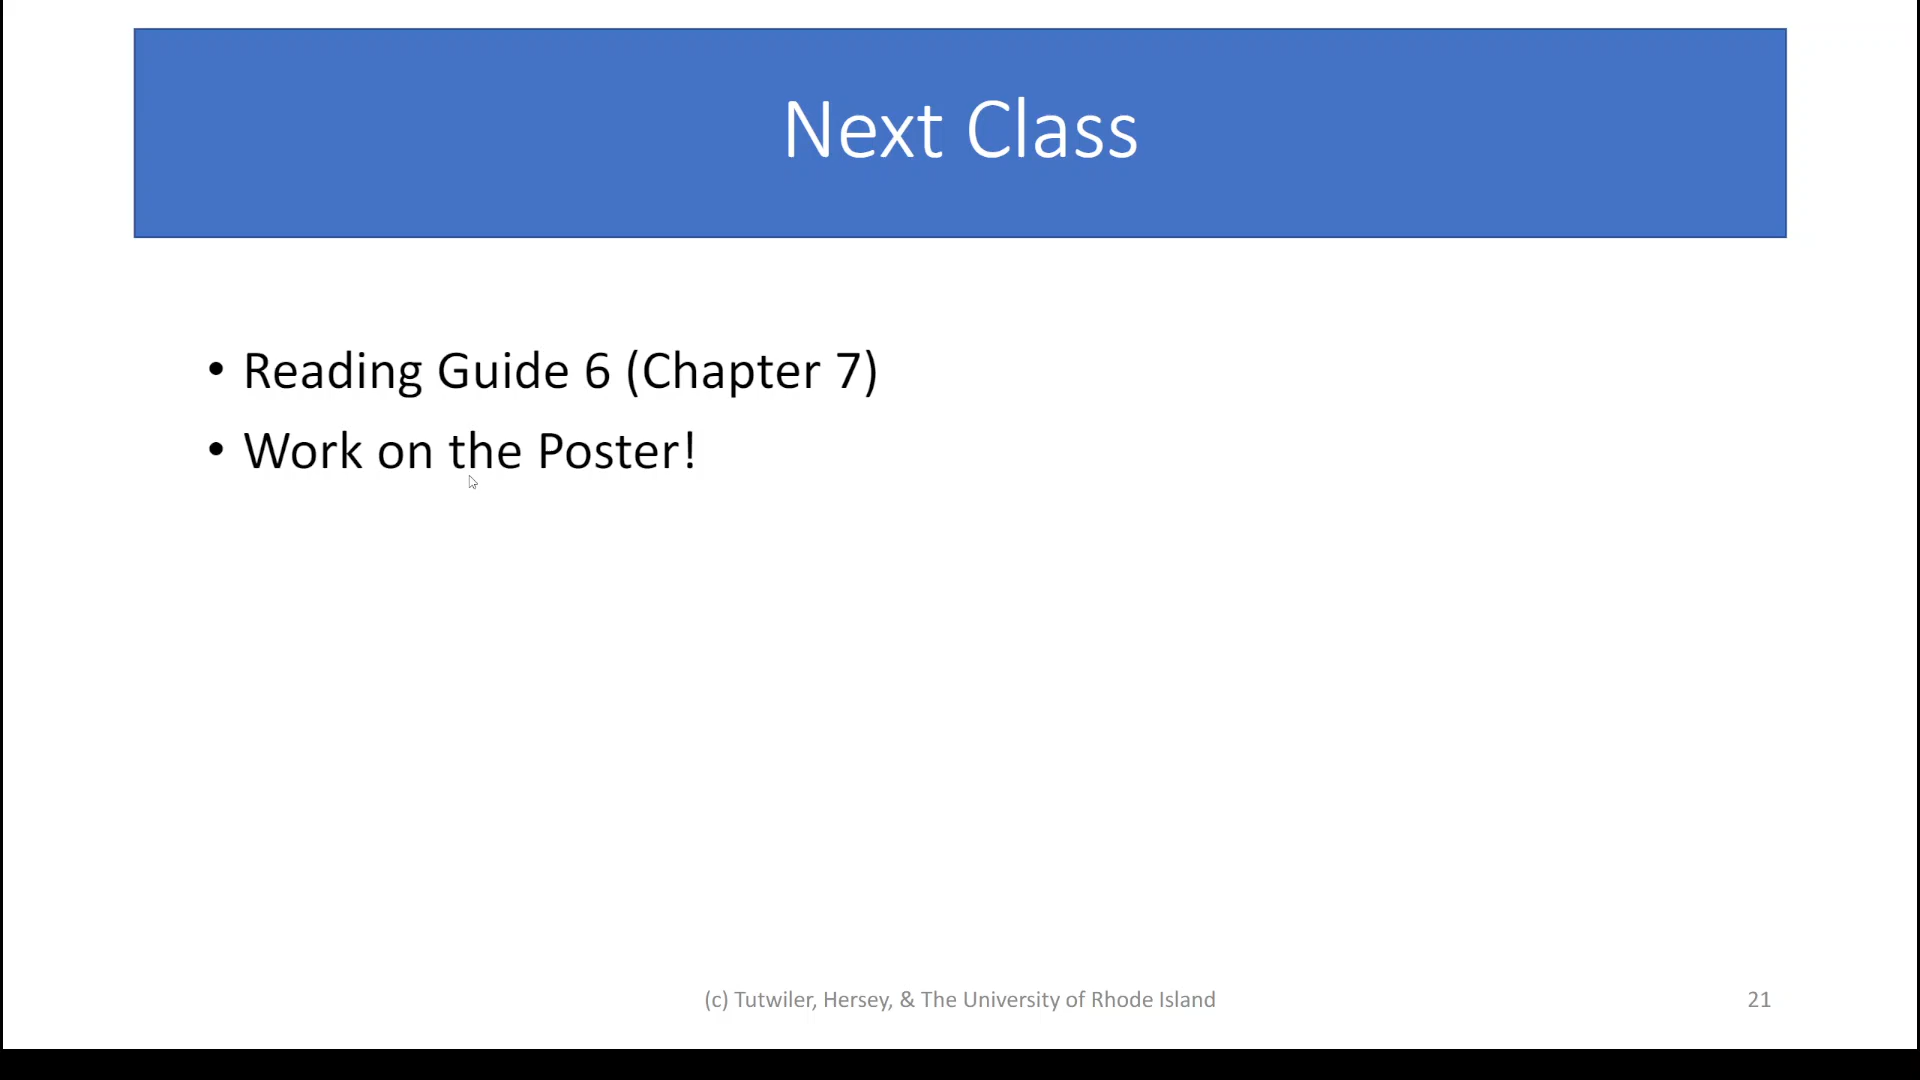 Next Class
• Reading Guide 6 (Chapter 7)
• Work on the Poster!
(c) Tutwiler, Hersey, & The University of Rhode Island
21